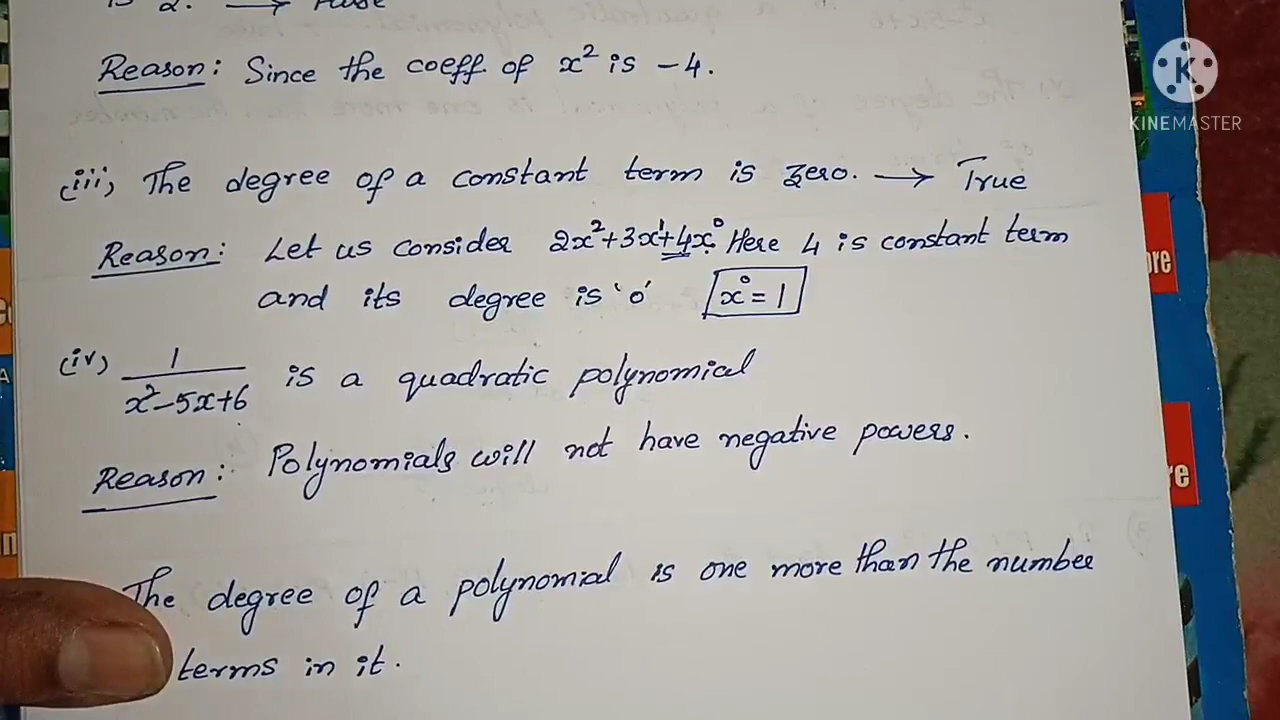 is 2. → False
Reason: Since the coeff. of x² is -4.
K
KINEMASTER
(iii) The degree of a constant term is zero. → True
Reason: Let us consider 2x²+3x¹+4x⁰. Here 4 is constant term
and its degree is '0' x⁰ = 1
(iv) 1/(x²-5x+6) is a quadratic polynomial
Reason: Polynomials will not have negative powers.
The degree of a polynomial is one more than the number
terms in it.